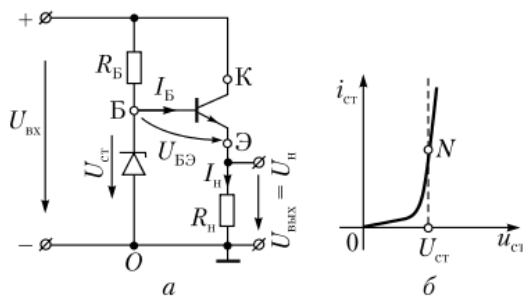 +
R_Б
К
I_Б
Б
U_вх
U_БЭ
Э
U_ст
I_н
R_н
U_вых = U_н
–
O
а
i_ст
N
0
U_ст
u_ст
б